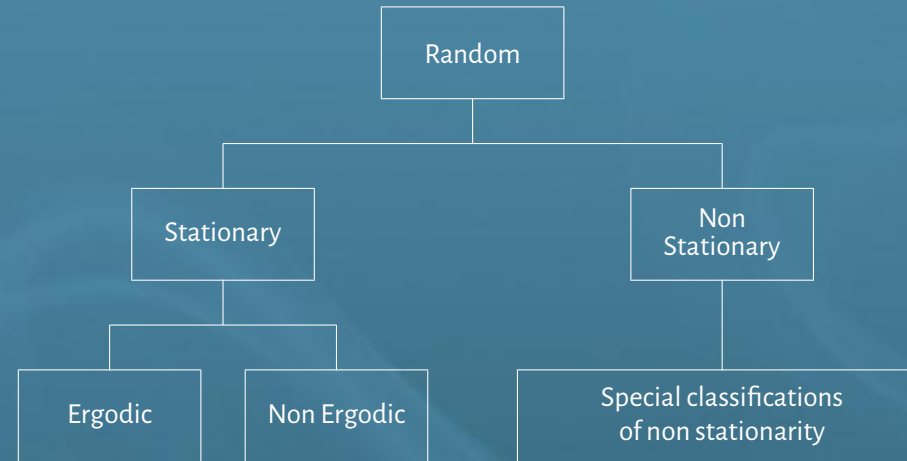 Random
Stationary
Non
Stationary
Ergodic
Non Ergodic
Special classifications
of non stationarity